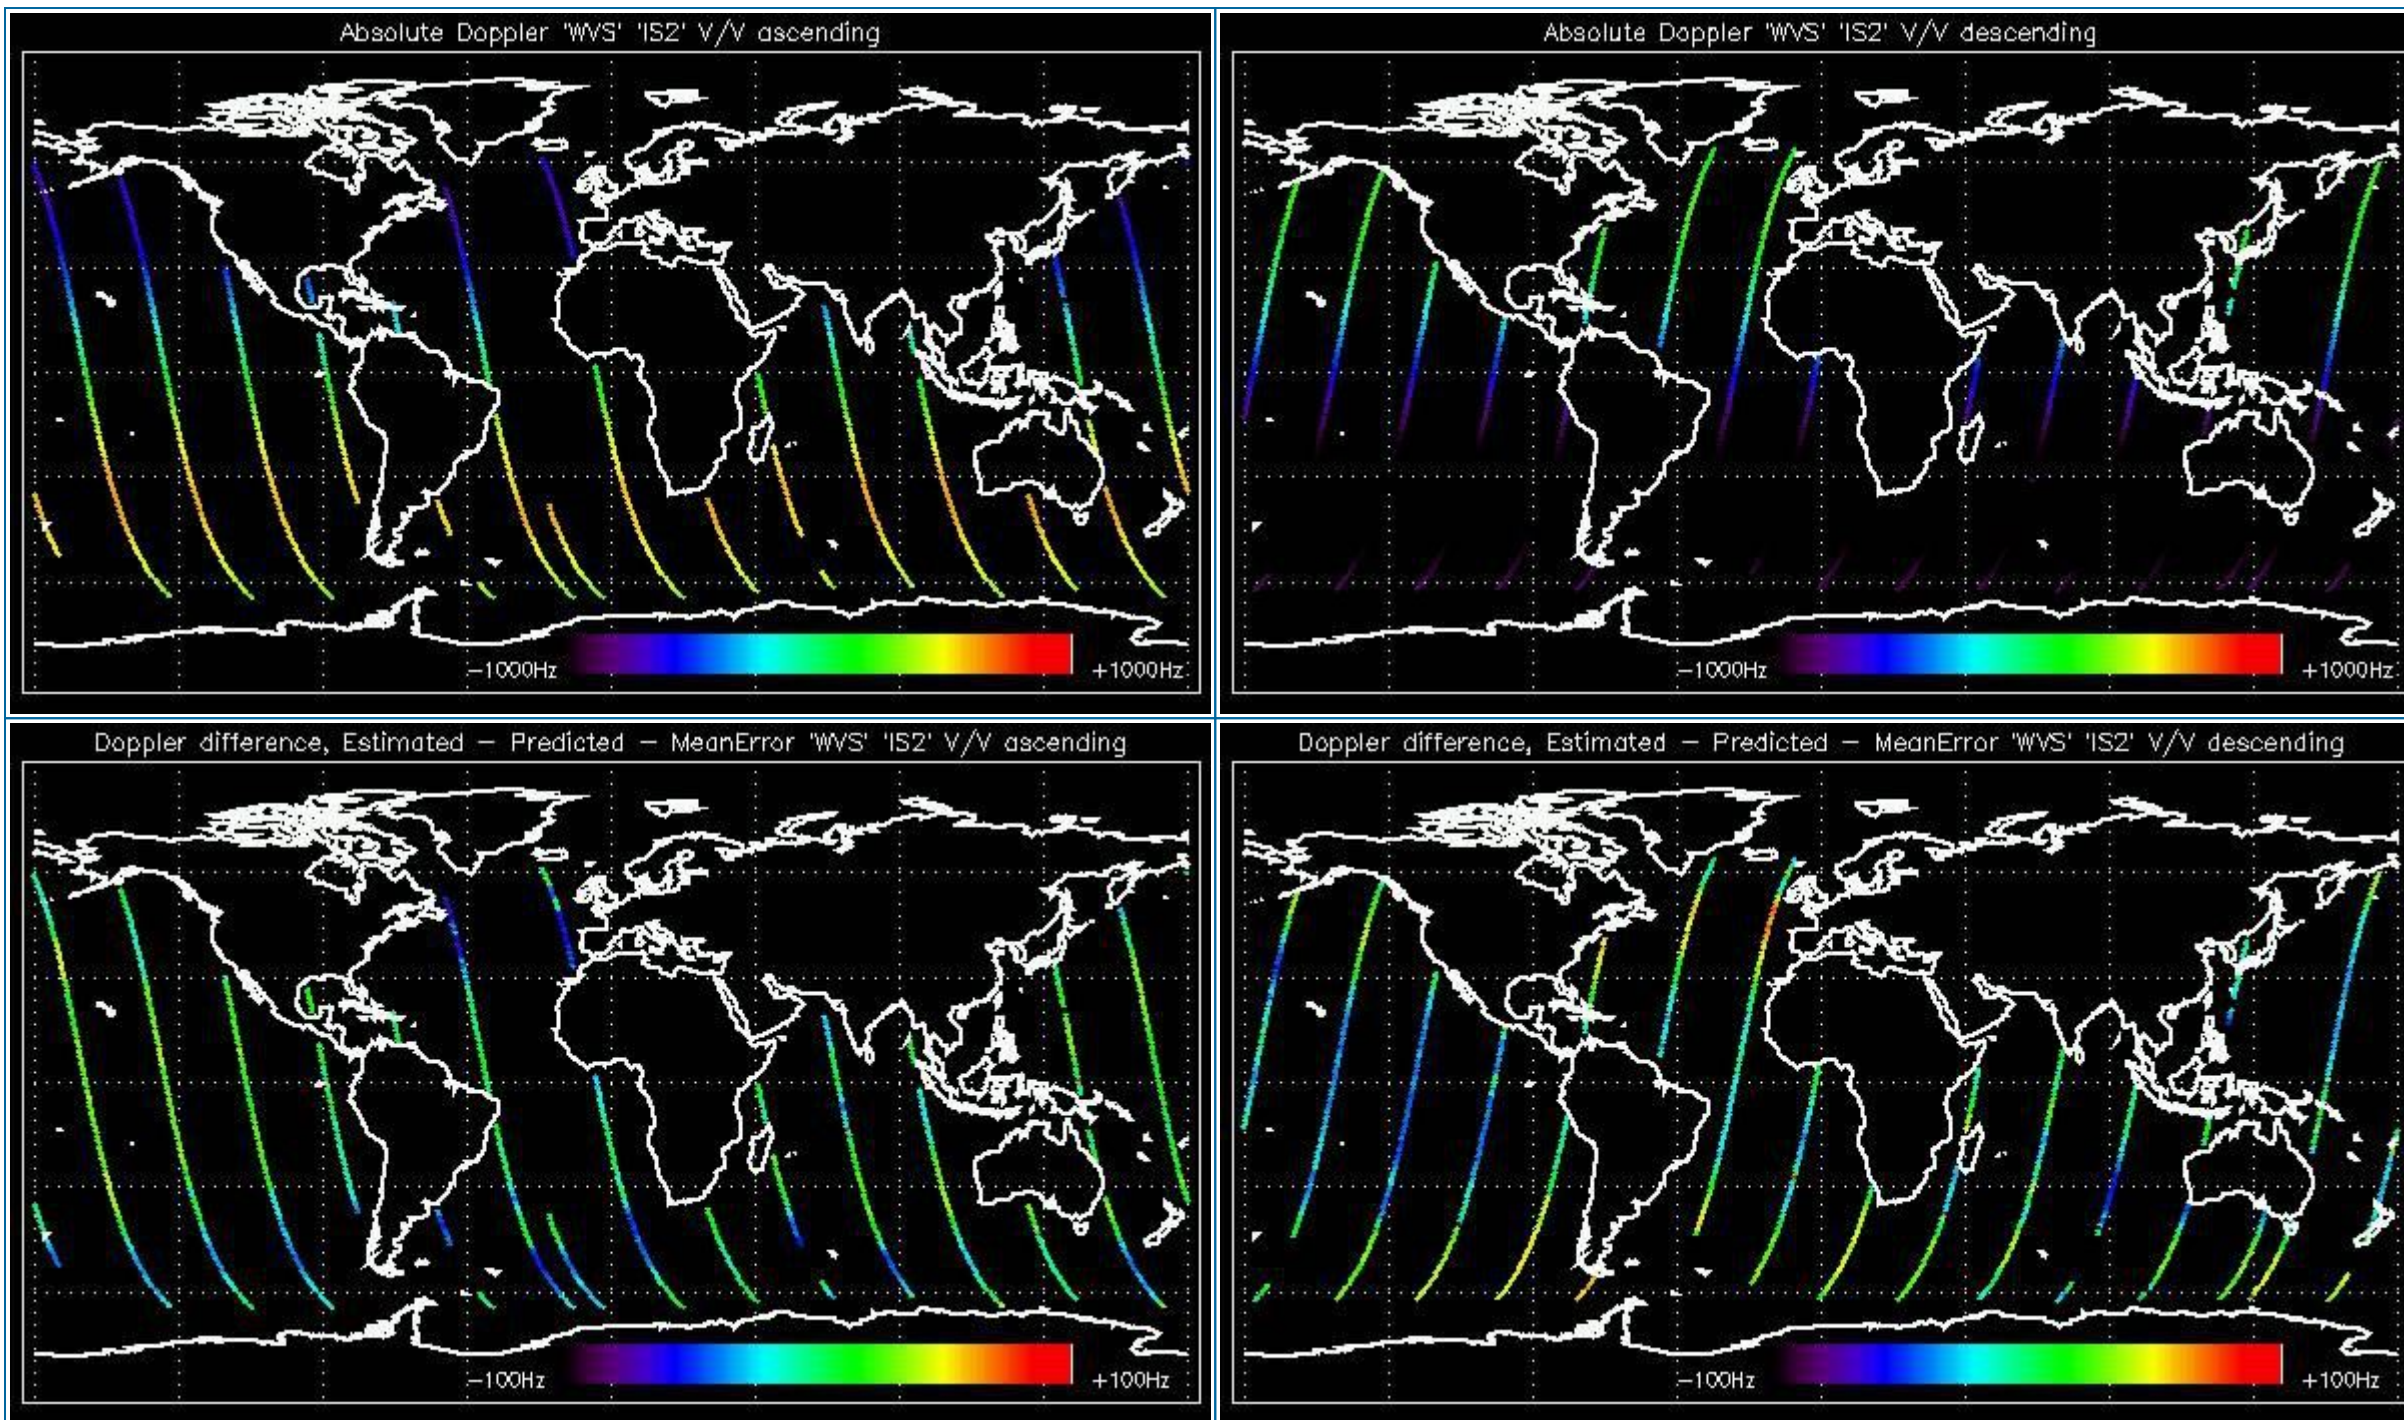 Absolute Doppler 'WVS' 'IS2' V/V ascending
−1000Hz
+1000Hz
Absolute Doppler 'WVS' 'IS2' V/V descending
−1000Hz
+1000Hz
Doppler difference, Estimated − Predicted − MeanError 'WVS' 'IS2' V/V ascending
−100Hz
+100Hz
Doppler difference, Estimated − Predicted − MeanError 'WVS' 'IS2' V/V descending
−100Hz
+100Hz